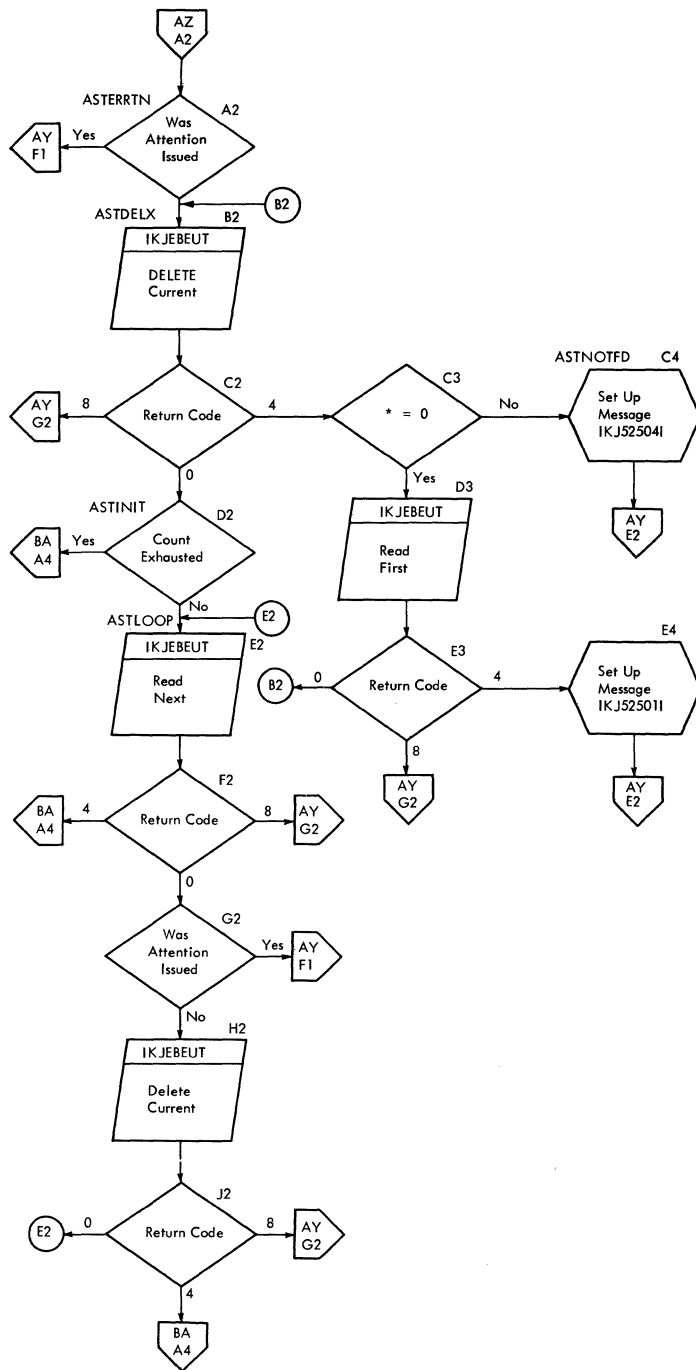 AZ
A2
ASTERRTN
A2
Was
Attention
Issued
Yes
AY
F1
B2
ASTDELX
B2
IKJEBEUT
DELETE
Current
C2
Return Code
8
AY
G2
4
C3
* = 0
No
ASTNOTFD
C4
Set Up
Message
IKJ52504I
AY
E2
0
Yes
ASTINIT
D2
Count
Exhausted
Yes
BA
A4
D3
IKJEBEUT
Read
First
No
E2
ASTLOOP
E2
IKJEBEUT
Read
Next
E3
Return Code
0
B2
4
E4
Set Up
Message
IKJ52501I
AY
E2
8
AY
G2
F2
Return Code
4
BA
A4
8
AY
G2
0
G2
Was
Attention
Issued
Yes
AY
F1
No
H2
IKJEBEUT
Delete
Current
J2
Return Code
0
E2
8
AY
G2
4
BA
A4